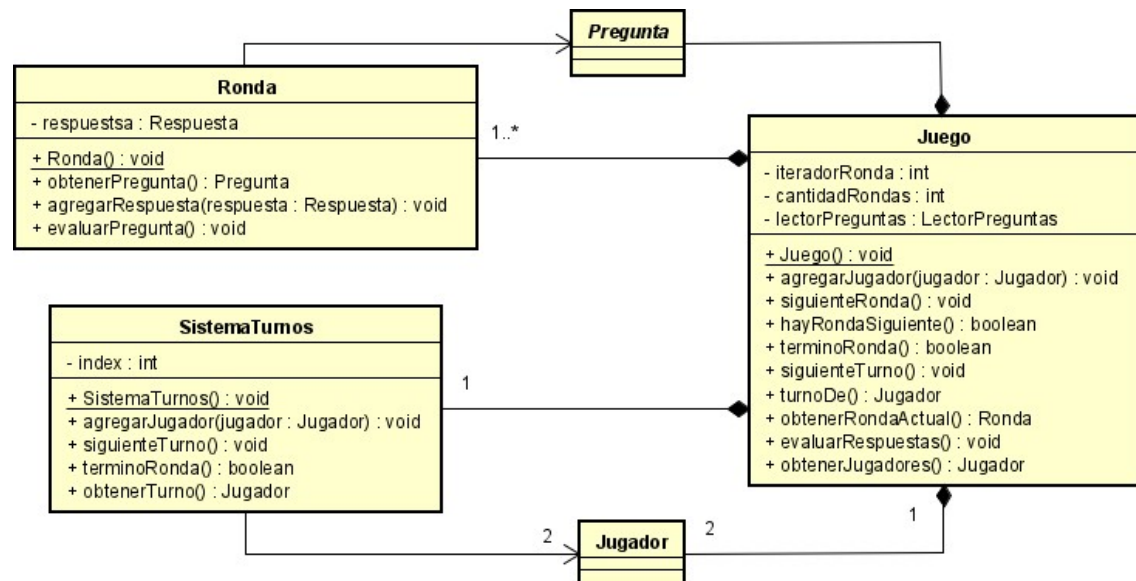 Pregunta
Ronda
- respuestsa : Respuesta
+ Ronda() : void
+ obtenerPregunta() : Pregunta
+ agregarRespuesta(respuesta : Respuesta) : void
+ evaluarPregunta() : void
1..*
Juego
- iteradorRonda : int
- cantidadRondas : int
- lectorPreguntas : LectorPreguntas
+ Juego() : void
+ agregarJugador(jugador : Jugador) : void
+ siguienteRonda() : void
+ hayRondaSiguiente() : boolean
+ terminoRonda() : boolean
+ siguienteTurno() : void
+ turnoDe() : Jugador
+ obtenerRondaActual() : Ronda
+ evaluarRespuestas() : void
+ obtenerJugadores() : Jugador
SistemaTurnos
- index : int
+ SistemaTurnos() : void
+ agregarJugador(jugador : Jugador) : void
+ siguienteTurno() : void
+ terminoRonda() : boolean
+ obtenerTurno() : Jugador
1
2
Jugador
2
1